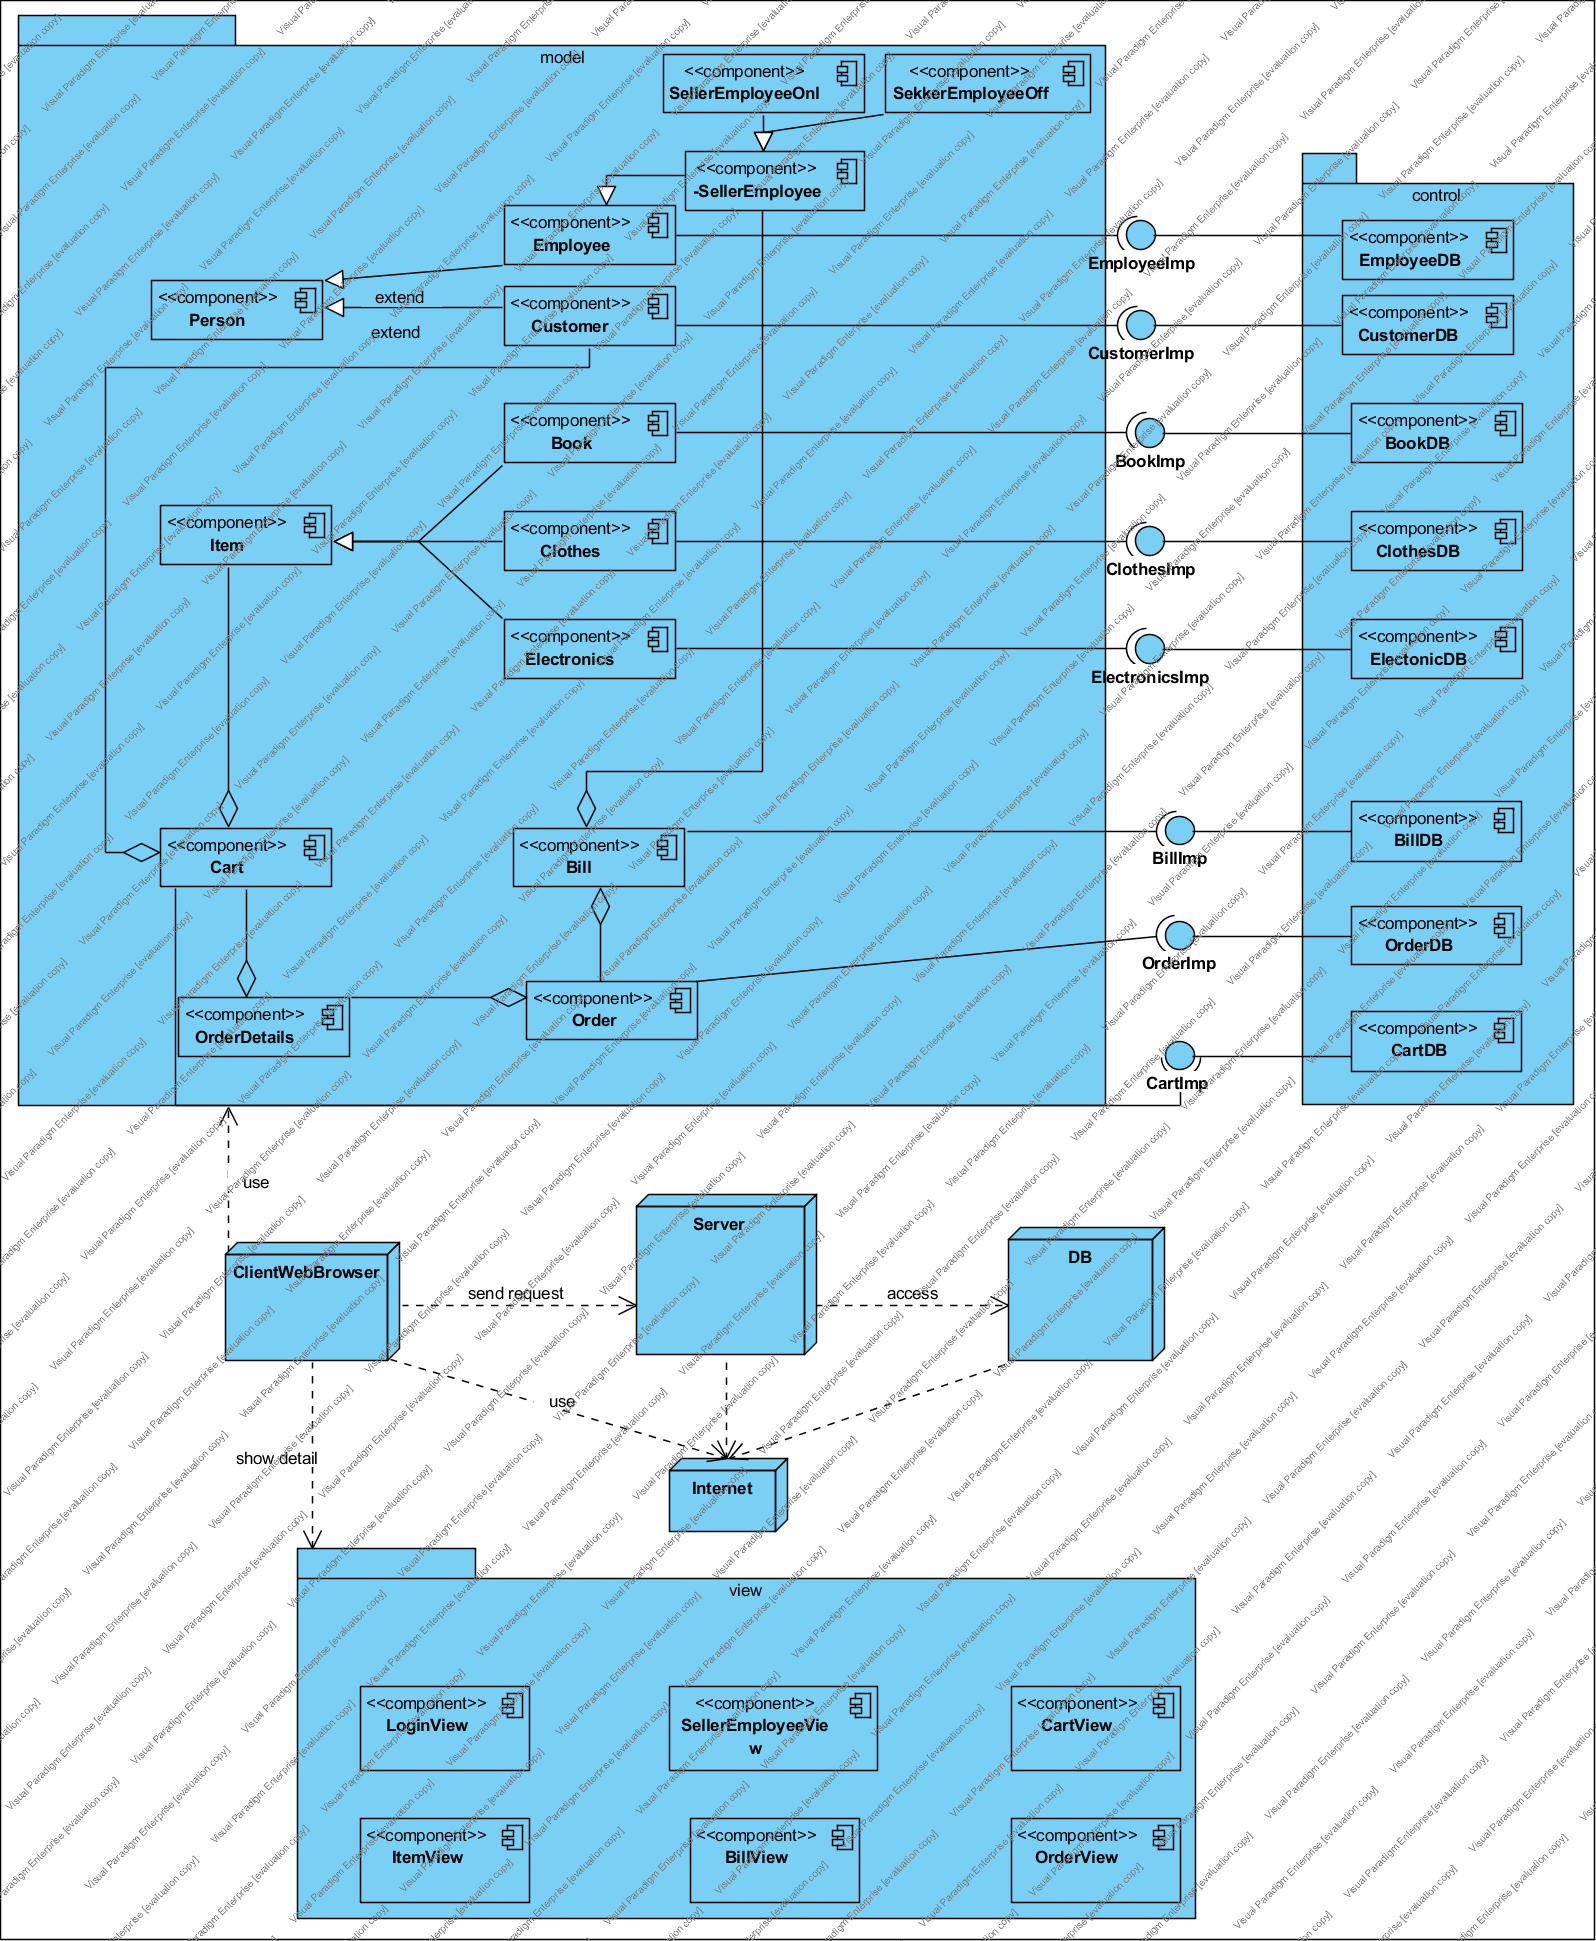 model
<<component>>
SellerEmployeeOnl
<<component>>
SekkerEmployeeOff
<<component>>
-SellerEmployee
<<component>>
Employee
<<component>>
Person
extend
extend
<<component>>
Customer
<<component>>
Book
<<component>>
Item
<<component>>
Clothes
<<component>>
Electronics
<<component>>
Cart
<<component>>
Bill
<<component>>
OrderDetails
<<component>>
Order
EmployeeImp
CustomerImp
BookImp
ClothesImp
ElectronicsImp
BillImp
OrderImp
CartImp
control
<<component>>
EmployeeDB
<<component>>
CustomerDB
<<component>>
BookDB
<<component>>
ClothesDB
<<component>>
ElectonicDB
<<component>>
BillDB
<<component>>
OrderDB
<<component>>
CartDB
use
ClientWebBrowser
send request
Server
access
DB
use
show detail
Internet
view
<<component>>
LoginView
<<component>>
SellerEmployeeVie
w
<<component>>
CartView
<<component>>
ItemView
<<component>>
BillView
<<component>>
OrderView
Visual Paradigm Enterprise [evaluation copy]